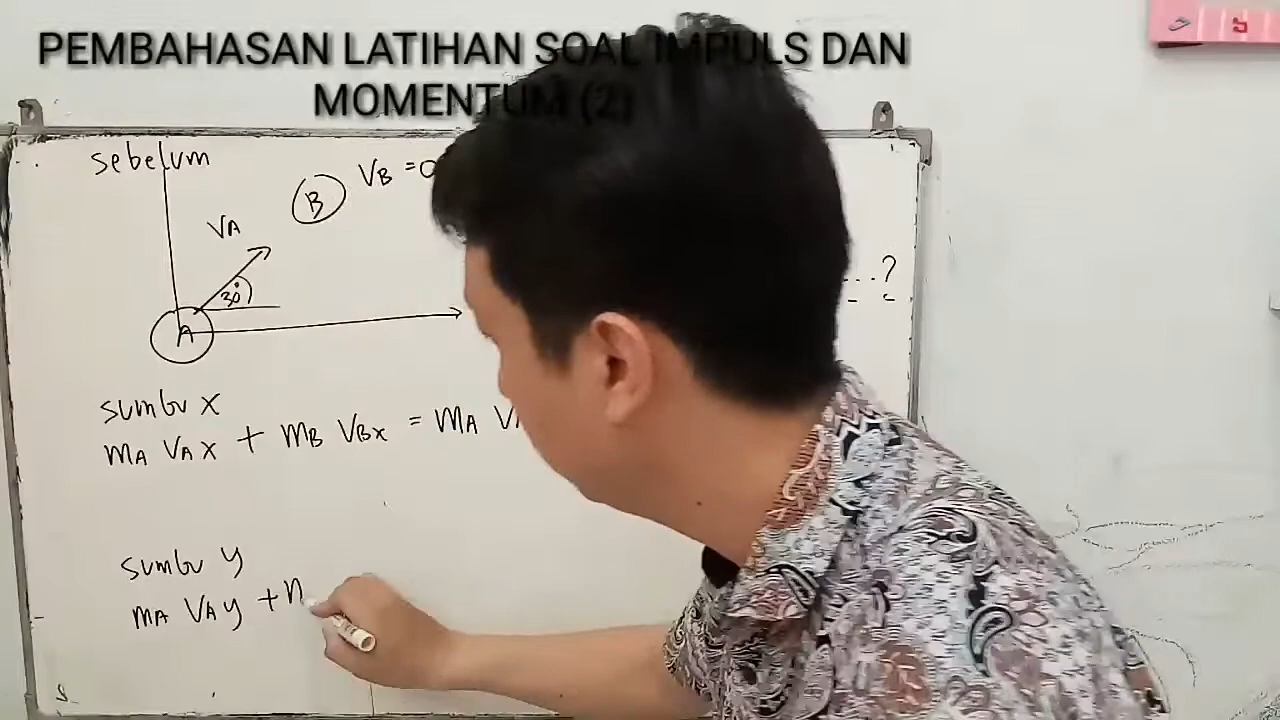 PEMBAHASAN LATIHAN SOAL IMPULS DAN
MOMENTUM (2)
sebelum
VA
B
VB = 0
30°
A
....?
sumbu x
mA VAx + mB VBx = mA
sumbu y
mA VAy +